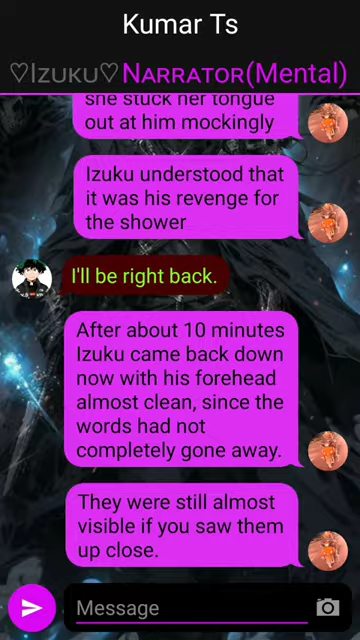 Kumar Ts
♡Izuku♡Narrator(Mental)
she stuck her tongue
out at him mockingly
Izuku understood that
it was his revenge for
the shower
I'll be right back.
After about 10 minutes
Izuku came back down
now with his forehead
almost clean, since the
words had not
completely gone away.
They were still almost
visible if you saw them
up close.
Message